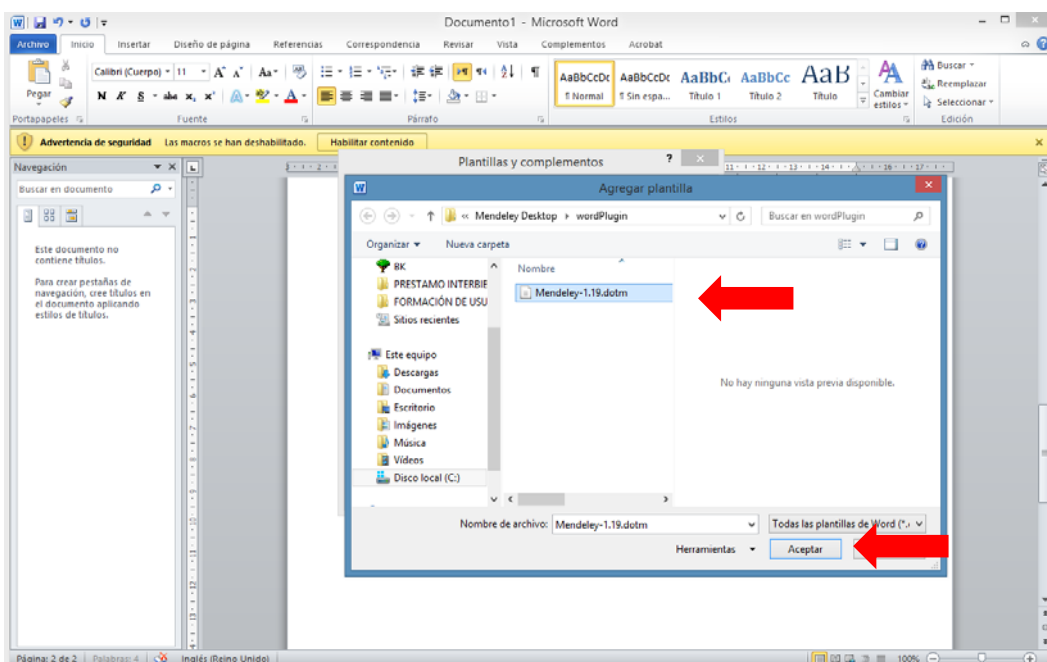 Documento1 - Microsoft Word
Archivo Inicio Insertar Diseño de página Referencias Correspondencia Revisar Vista Complementos Acrobat
Pegar
Calibri (Cuerpo) 11
N K S abe x, x'
AaBbCcDc AaBbCcDc AaBbCc AaBbCc AaB
¶ Normal ¶ Sin espa... Título 1 Título 2 Título
Cambiar estilos
Buscar
Reemplazar
Seleccionar
Portapapeles Fuente Párrafo Estilos Edición
Advertencia de seguridad Las macros se han deshabilitado. Habilitar contenido
Navegación
Buscar en documento
Este documento no
contiene títulos.
Para crear pestañas de
navegación, cree títulos en
el documento aplicando
estilos de títulos.
Plantillas y complementos
Agregar plantilla
« Mendeley Desktop wordPlugin
Buscar en wordPlugin
Organizar Nueva carpeta
BK
PRESTAMO INTERBIE
FORMACIÓN DE USU
Sitios recientes
Este equipo
Descargas
Documentos
Escritorio
Imágenes
Música
Vídeos
Disco local (C:)
Nombre
Mendeley-1.19.dotm
No hay ninguna vista previa disponible.
Nombre de archivo: Mendeley-1.19.dotm
Todas las plantillas de Word (*.
Herramientas Aceptar
Página: 2 de 2 Palabras: 4 Inglés (Reino Unido) 100%